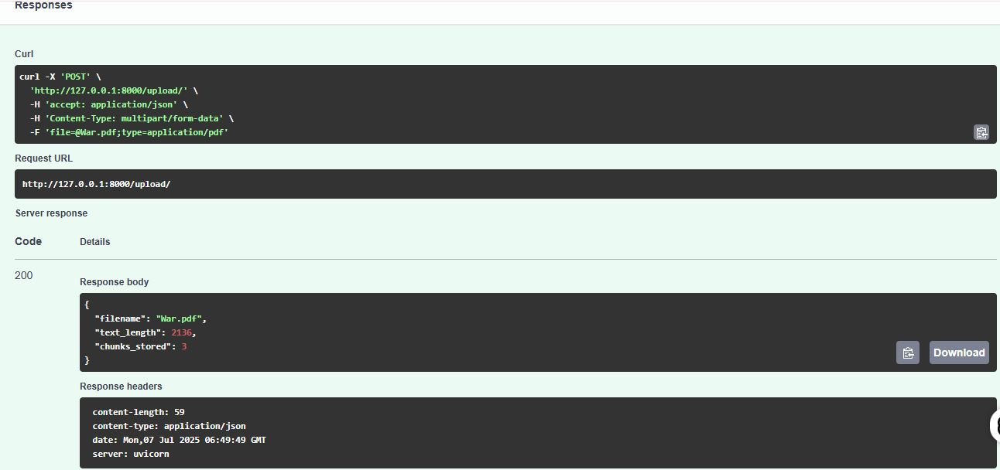 Responses
Curl
curl -X 'POST' \
  'http://127.0.0.1:8000/upload/' \
  -H 'accept: application/json' \
  -H 'Content-Type: multipart/form-data' \
  -F 'file=@War.pdf;type=application/pdf'
Request URL
http://127.0.0.1:8000/upload/
Server response
Code Details
200
Response body
{
  "filename": "War.pdf",
  "text_length": 2136,
  "chunks_stored": 3
}
Download
Response headers
content-length: 59
content-type: application/json
date: Mon,07 Jul 2025 06:49:49 GMT
server: uvicorn